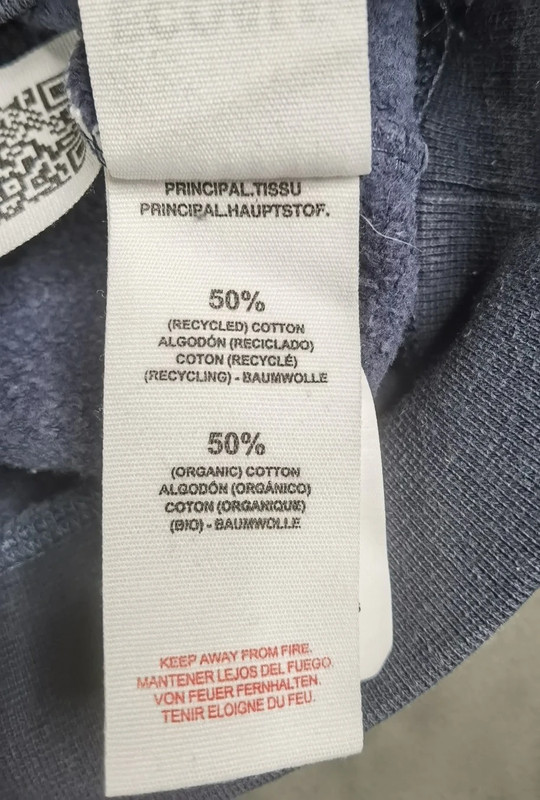 PRINCIPAL.TISSU
PRINCIPAL.HAUPTSTOF.
50%
(RECYCLED) COTTON
ALGODÓN (RECICLADO)
COTON (RECYCLÉ)
(RECYCLING) - BAUMWOLLE
50%
(ORGANIC) COTTON
ALGODÓN (ORGÁNICO)
COTON (ORGANIQUE)
(BIO) - BAUMWOLLE
KEEP AWAY FROM FIRE.
MANTENER LEJOS DEL FUEGO.
VON FEUER FERNHALTEN.
TENIR ELOIGNE DU FEU.